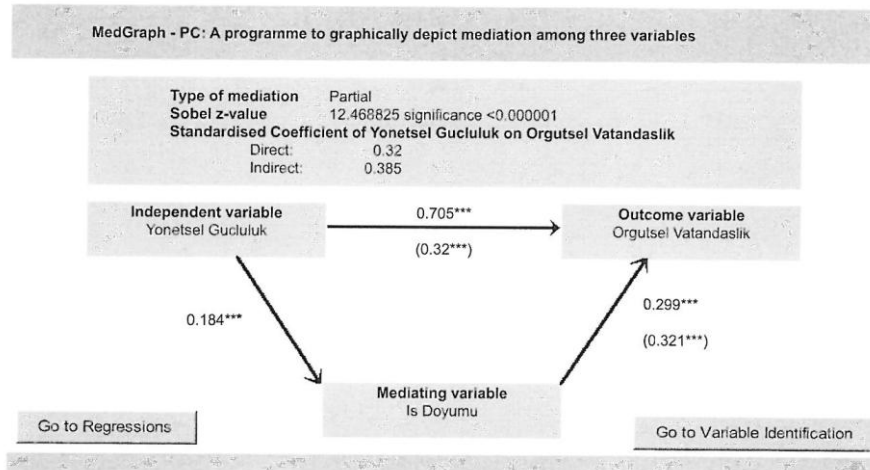 MedGraph - PC: A programme to graphically depict mediation among three variables
Type of mediation Partial
Sobel z-value 12.468825 significance <0.000001
Standardised Coefficient of Yonetsel Gucluluk on Orgutsel Vatandaslik
Direct: 0.32
Indirect: 0.385
Independent variable
Yonetsel Gucluluk
0.705***
(0.32***)
Outcome variable
Orgutsel Vatandaslik
0.184***
0.299***
(0.321***)
Mediating variable
Is Doyumu
Go to Regressions
Go to Variable Identification